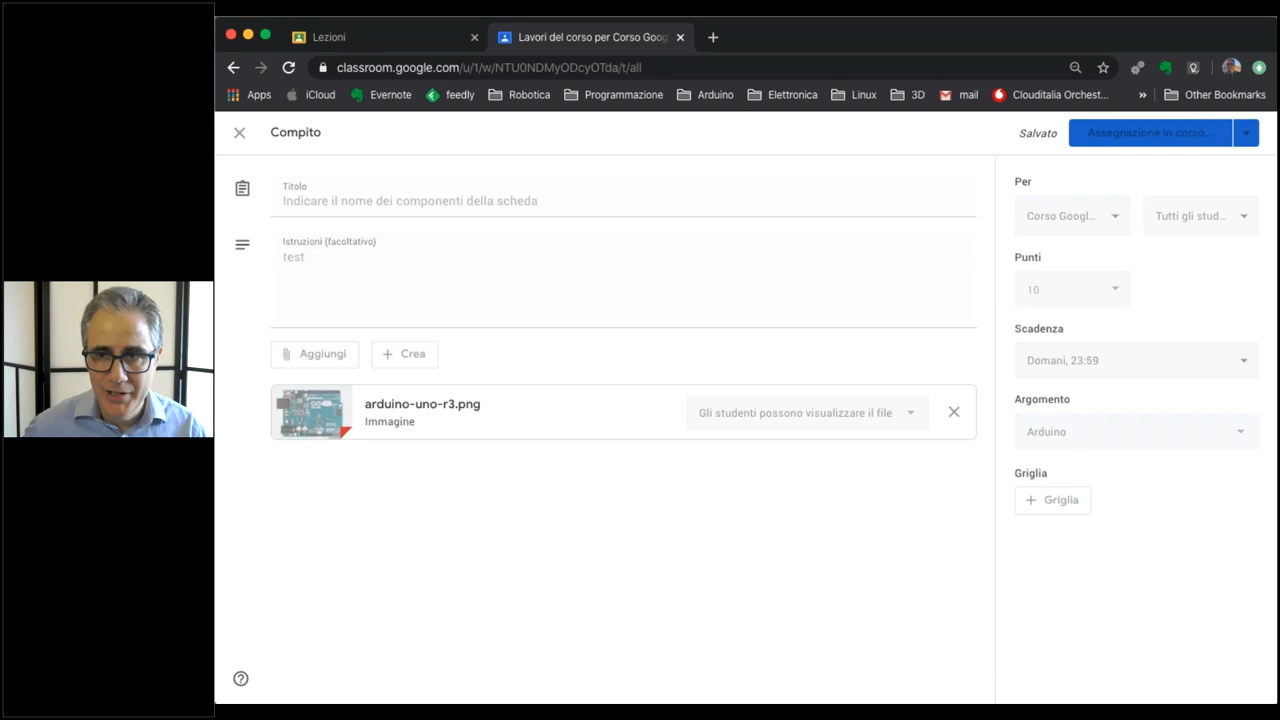 Lezioni
Lavori del corso per Corso Goog
classroom.google.com/u/1/w/NTU0NDMyODcyOTda/t/all
Apps iCloud Evernote feedly Robotica Programmazione Arduino Elettronica Linux 3D mail Clouditalia Orchest... » Other Bookmarks
Compito
Salvato
Assegnazione in corso...
Titolo
Indicare il nome dei componenti della scheda
Istruzioni (facoltativo)
test
Aggiungi
Crea
arduino-uno-r3.png
Immagine
Gli studenti possono visualizzare il file
Per
Corso Googl...
Tutti gli stud...
Punti
10
Scadenza
Domani, 23:59
Argomento
Arduino
Griglia
Griglia